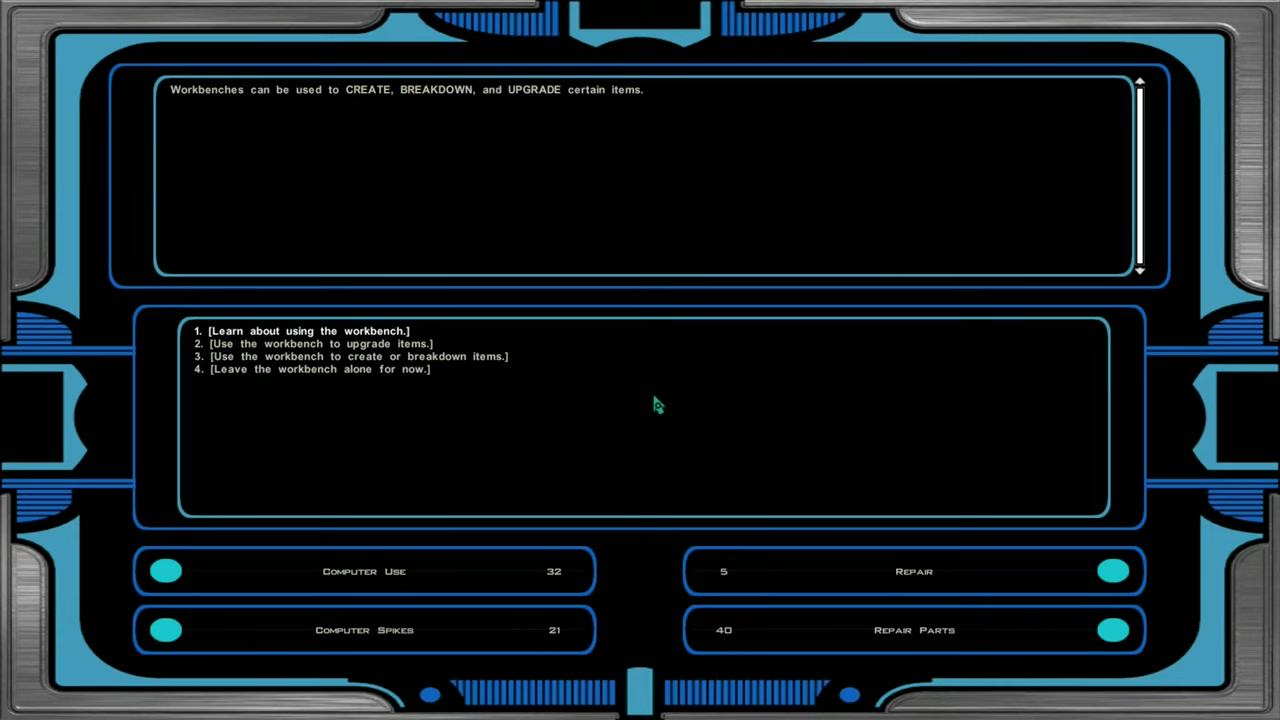 Workbenches can be used to CREATE, BREAKDOWN, and UPGRADE certain items.
1. [Learn about using the workbench.]
2. [Use the workbench to upgrade items.]
3. [Use the workbench to create or breakdown items.]
4. [Leave the workbench alone for now.]
Computer Use 32
5 Repair
Computer Spikes 21
40 Repair Parts